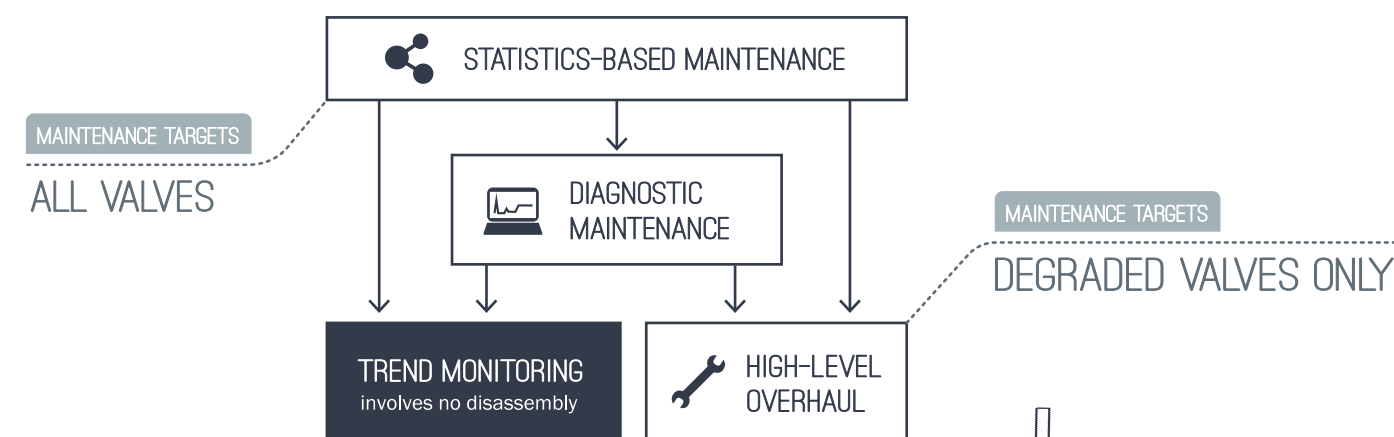 STATISTICS-BASED MAINTENANCE
MAINTENANCE TARGETS
ALL VALVES
DIAGNOSTIC
MAINTENANCE
MAINTENANCE TARGETS
DEGRADED VALVES ONLY
TREND MONITORING
involves no disassembly
HIGH-LEVEL
OVERHAUL